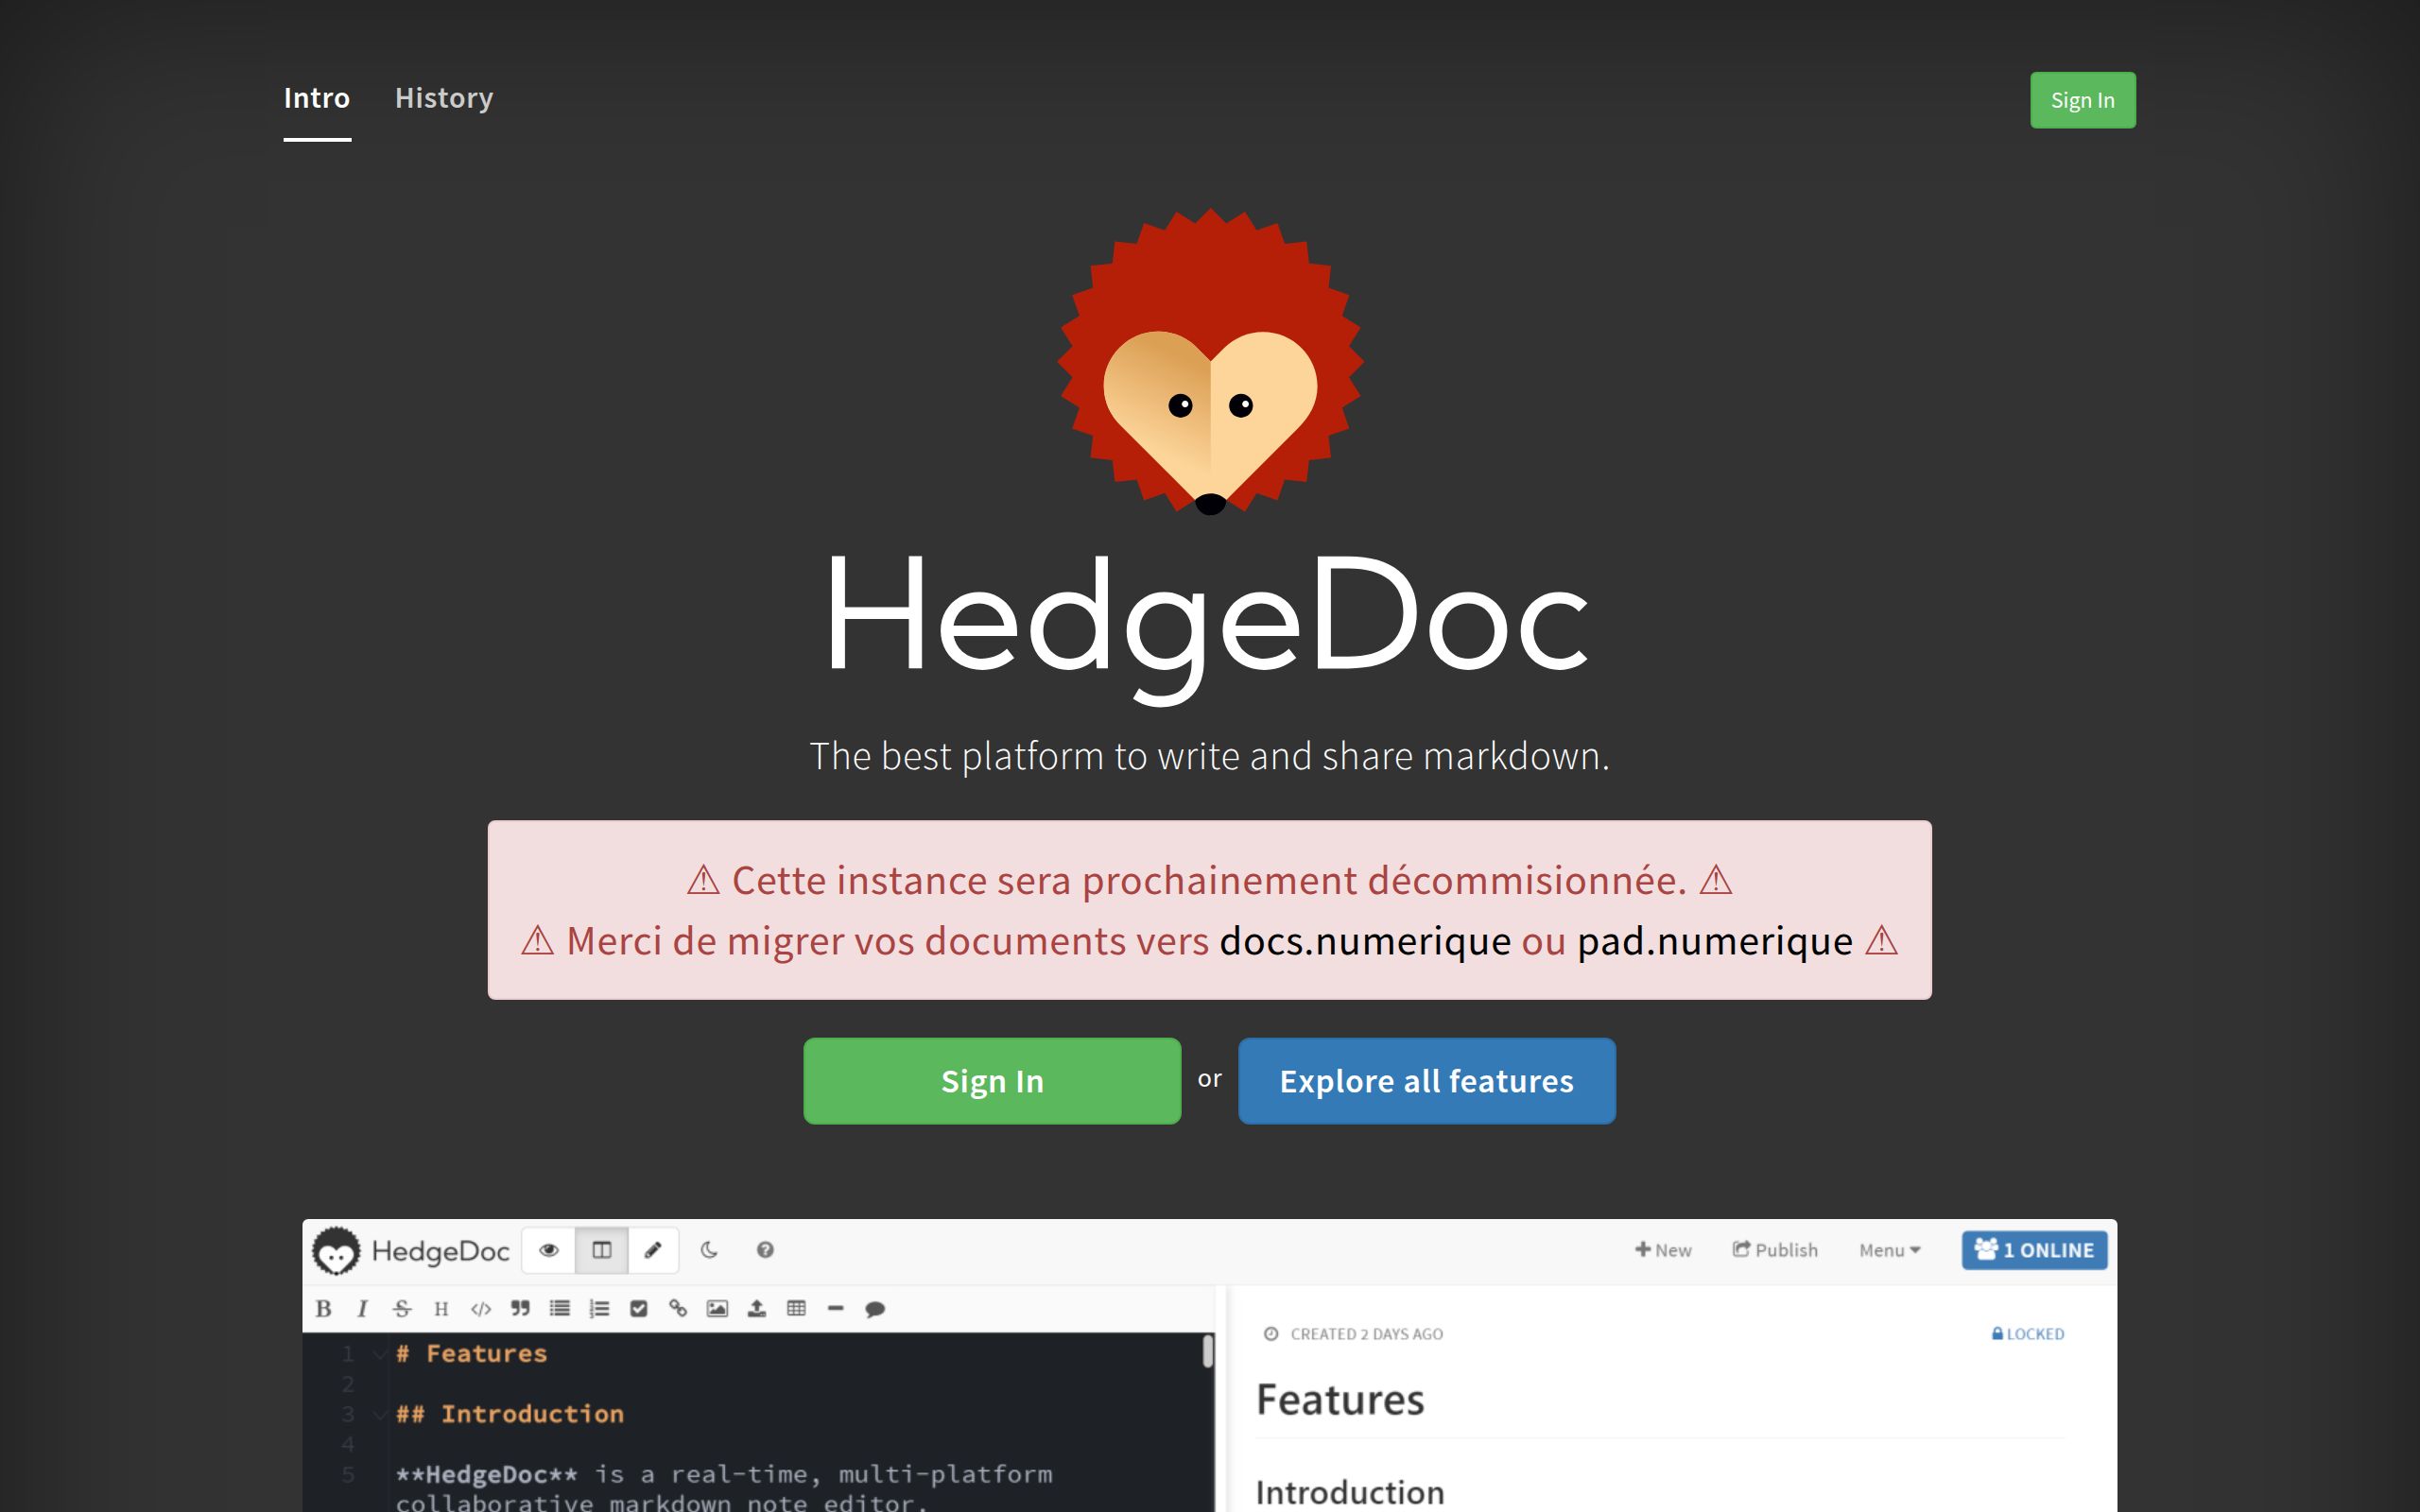 Intro History Sign In
HedgeDoc
The best platform to write and share markdown.
⚠ Cette instance sera prochainement décommisionnée. ⚠
⚠ Merci de migrer vos documents vers docs.numerique ou pad.numerique ⚠
Sign In or Explore all features
HedgeDoc New Publish Menu 1 ONLINE
B I S H </>
CREATED 2 DAYS AGO LOCKED
1 # Features
2
3 ## Introduction
4
5 **HedgeDoc** is a real-time, multi-platform
collaborative markdown note editor.
Features
Introduction